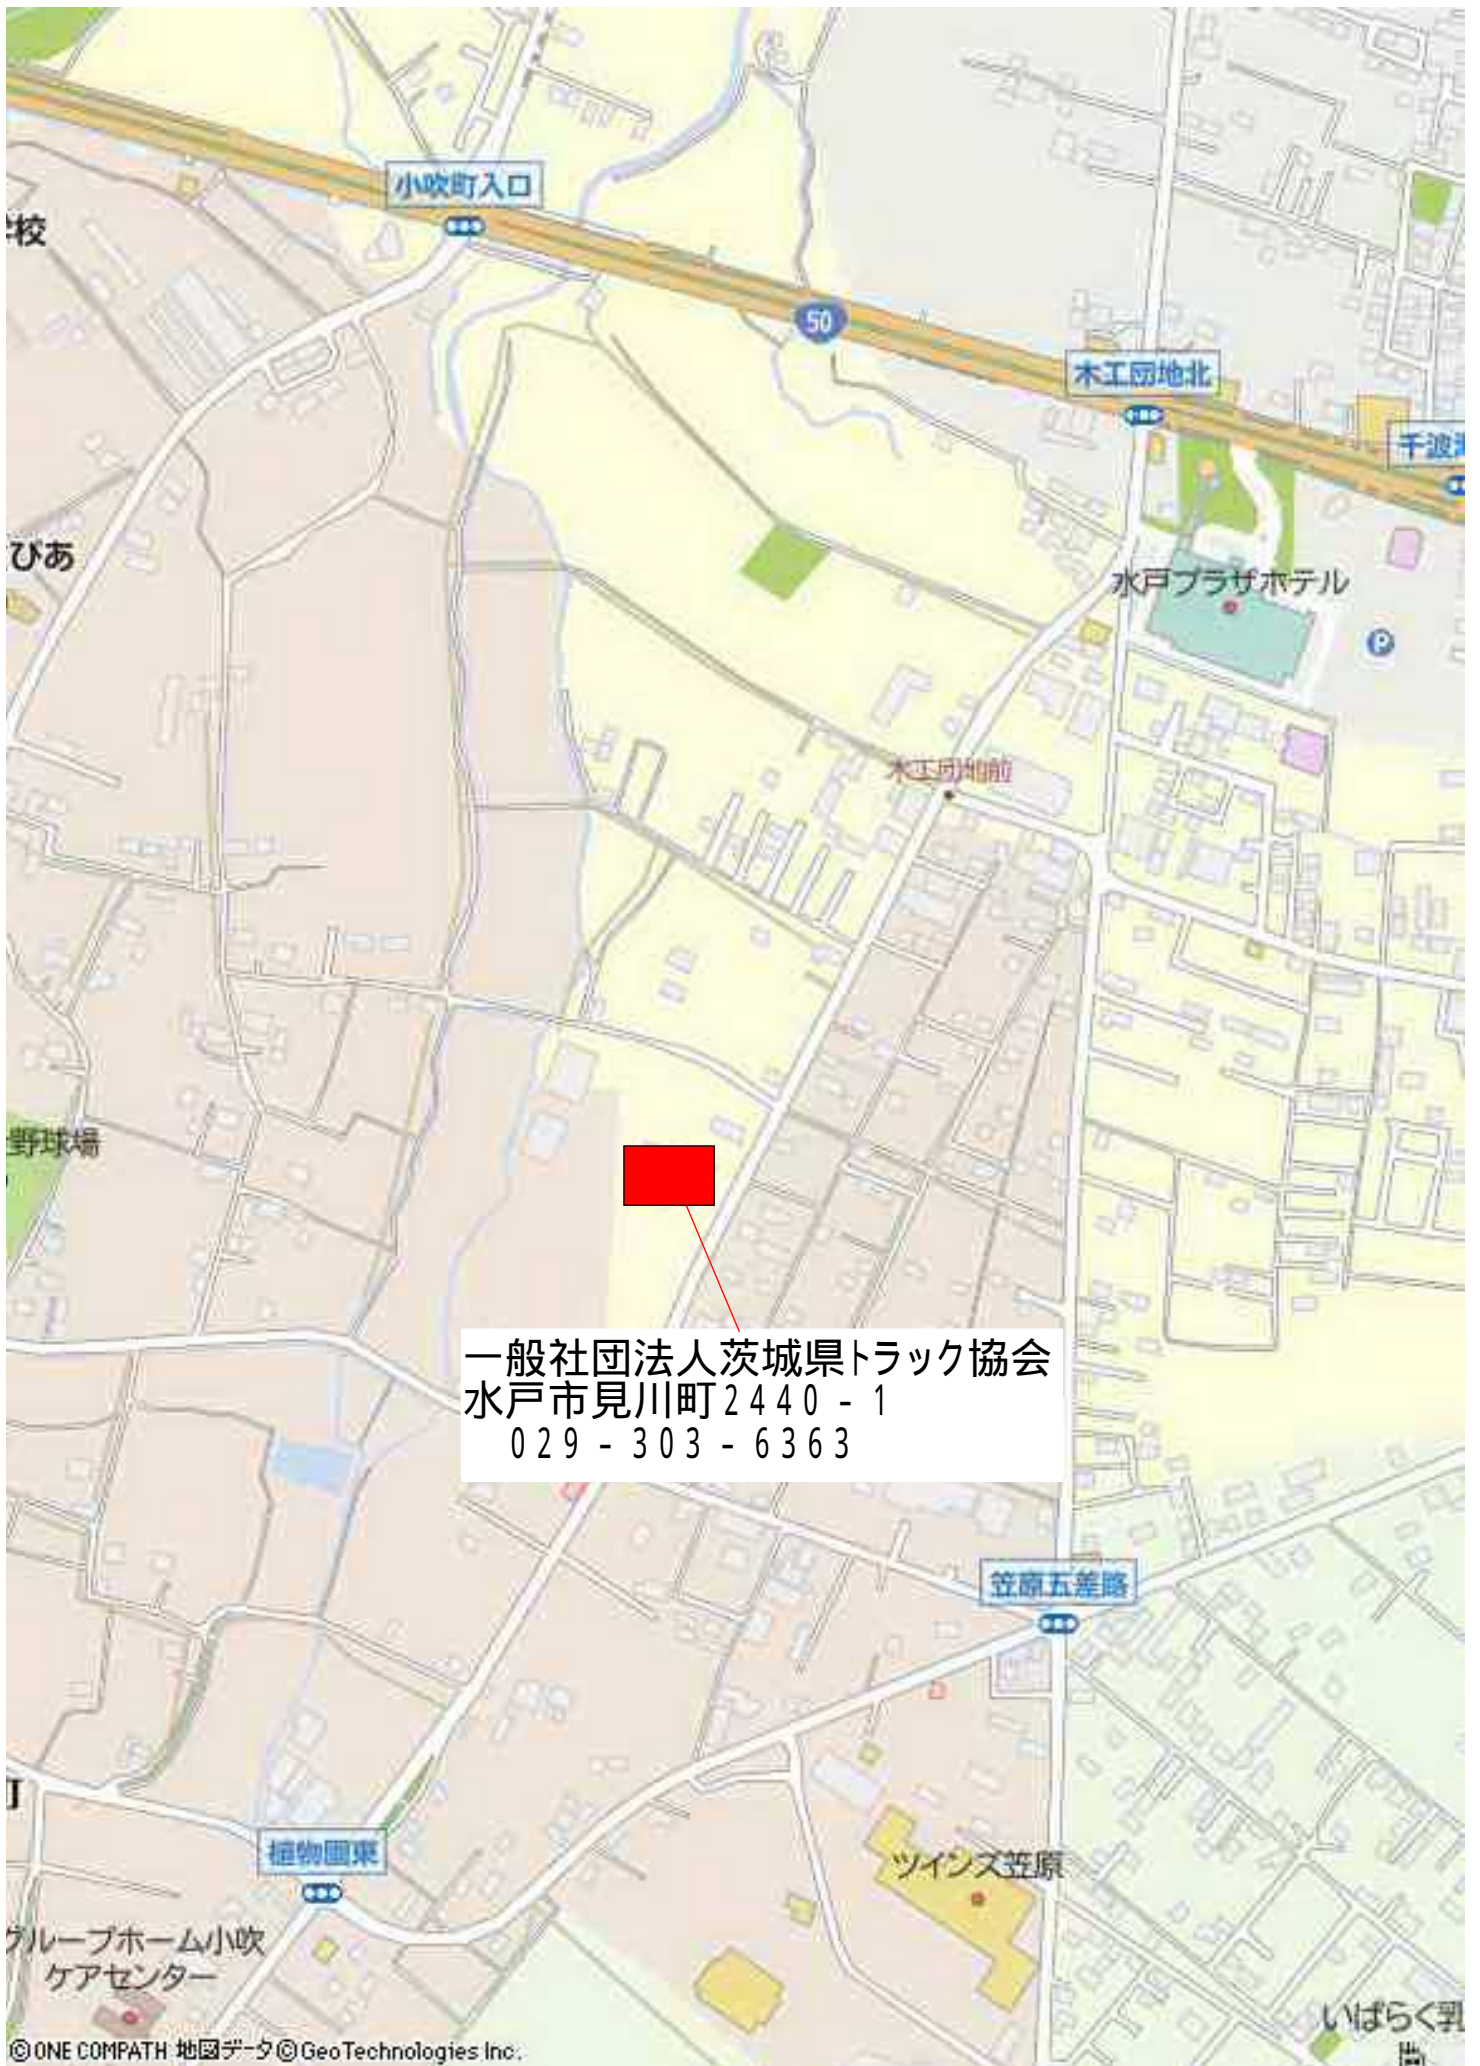 小吹町入口
校
50
木工団地北
千波
ぴあ
水戸プラザホテル
P
木工団地前
野球場
一般社団法人茨城県トラック協会
水戸市見川町2440-1
029-303-6363
笠原五差路
植物園東
ツインズ笠原
グループホーム小吹
ケアセンター
いばらく乳
©ONE COMPATH 地図データ©GeoTechnologies Inc.